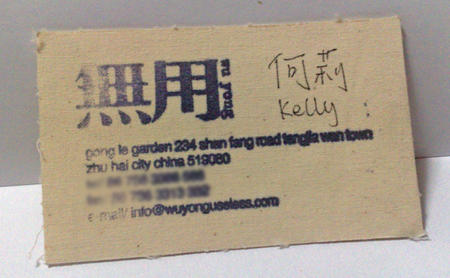 無用
wu yong
何莉
Kelly
gong le garden 234 shan fang road tangjia wan town
zhu hai city china 519080
e-mail/ info@wuyonguseless.com